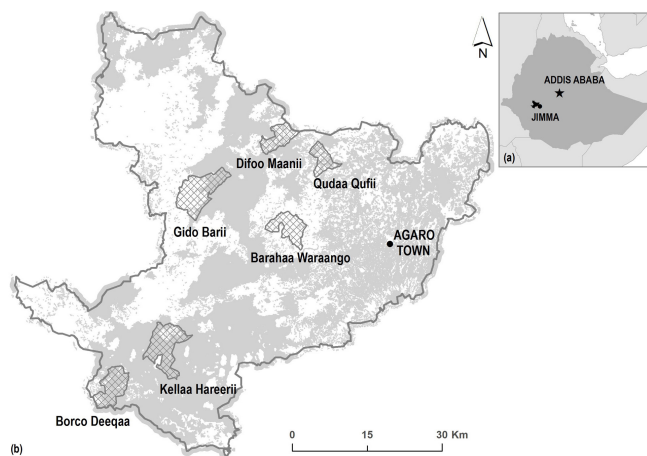 N
ADDIS ABABA
JIMMA
(a)
Difoo Maanii
Qudaa Qufii
Gido Barii
Barahaa Waraango
AGARO
TOWN
Kellaa Hareerii
Borco Deeqaa
0 15 30 Km
(b)